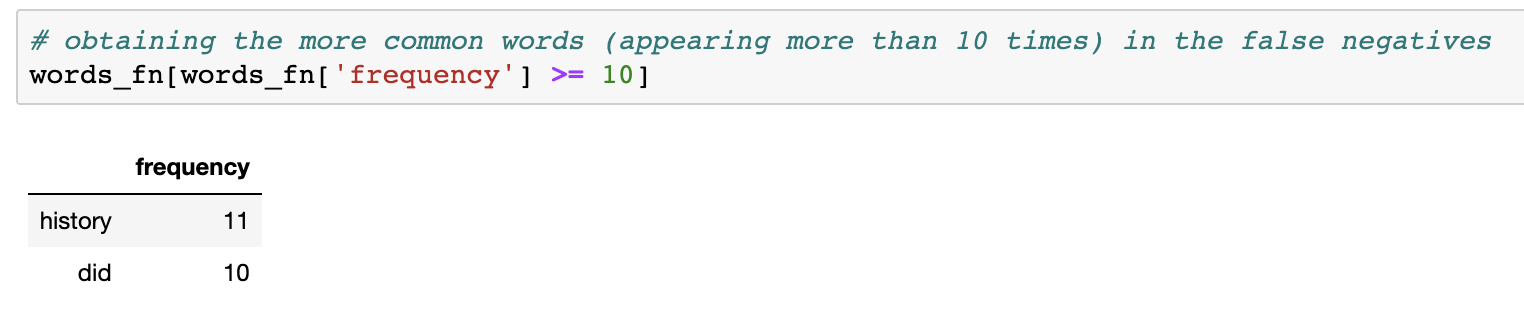 # obtaining the more common words (appearing more than 10 times) in the false negatives
words_fn[words_fn['frequency'] >= 10]
frequency
history 11
did 10